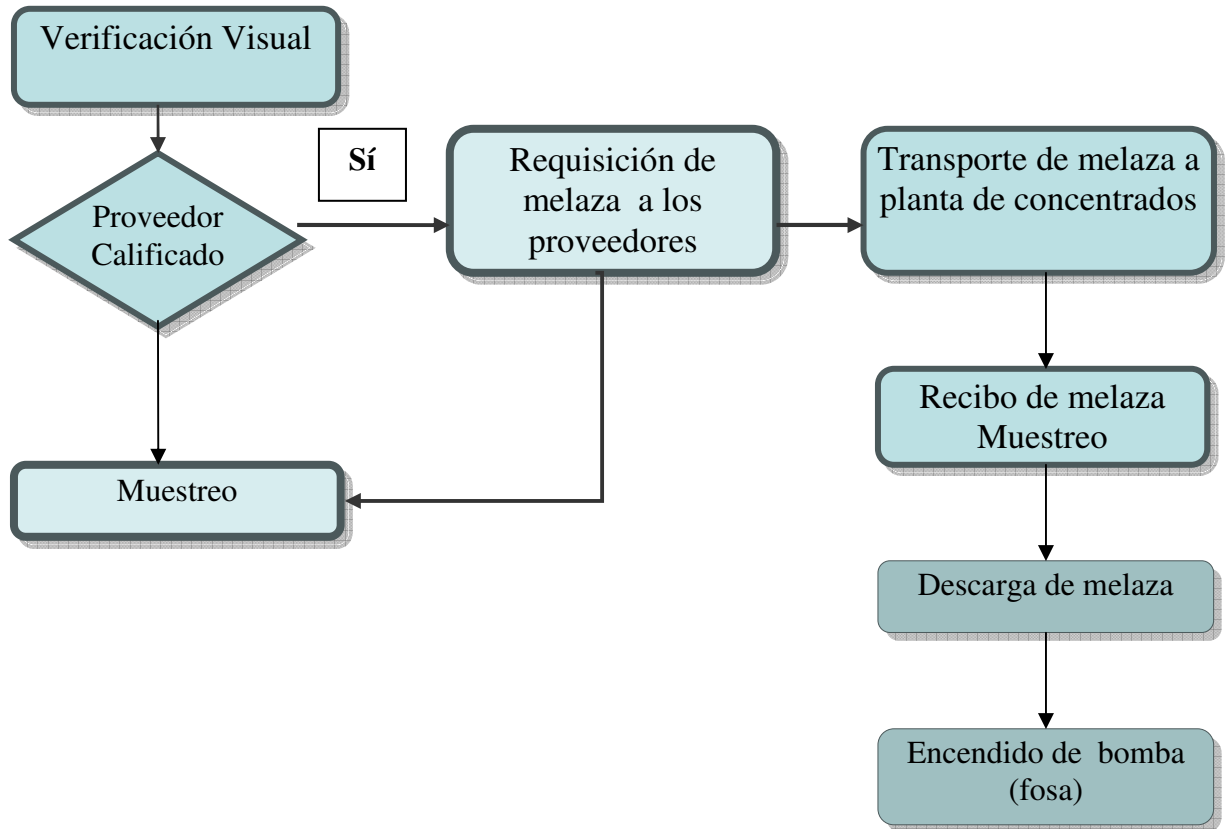 Verificación Visual
Proveedor
Calificado
Sí
Requisición de
melaza a los
proveedores
Transporte de melaza a
planta de concentrados
Recibo de melaza
Muestreo
Muestreo
Descarga de melaza
Encendido de bomba
(fosa)